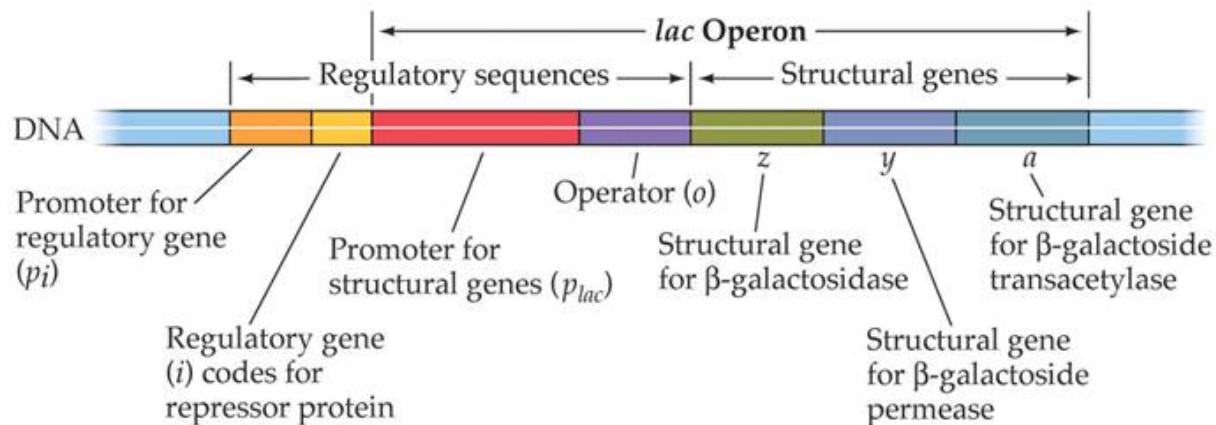 lac Operon
Regulatory sequences
Structural genes
DNA
z
y
a
Promoter for
regulatory gene
(pi)
Regulatory gene
(i) codes for
repressor protein
Promoter for
structural genes (plac)
Operator (o)
Structural gene
for β-galactosidase
Structural gene
for β-galactoside
permease
Structural gene
for β-galactoside
transacetylase